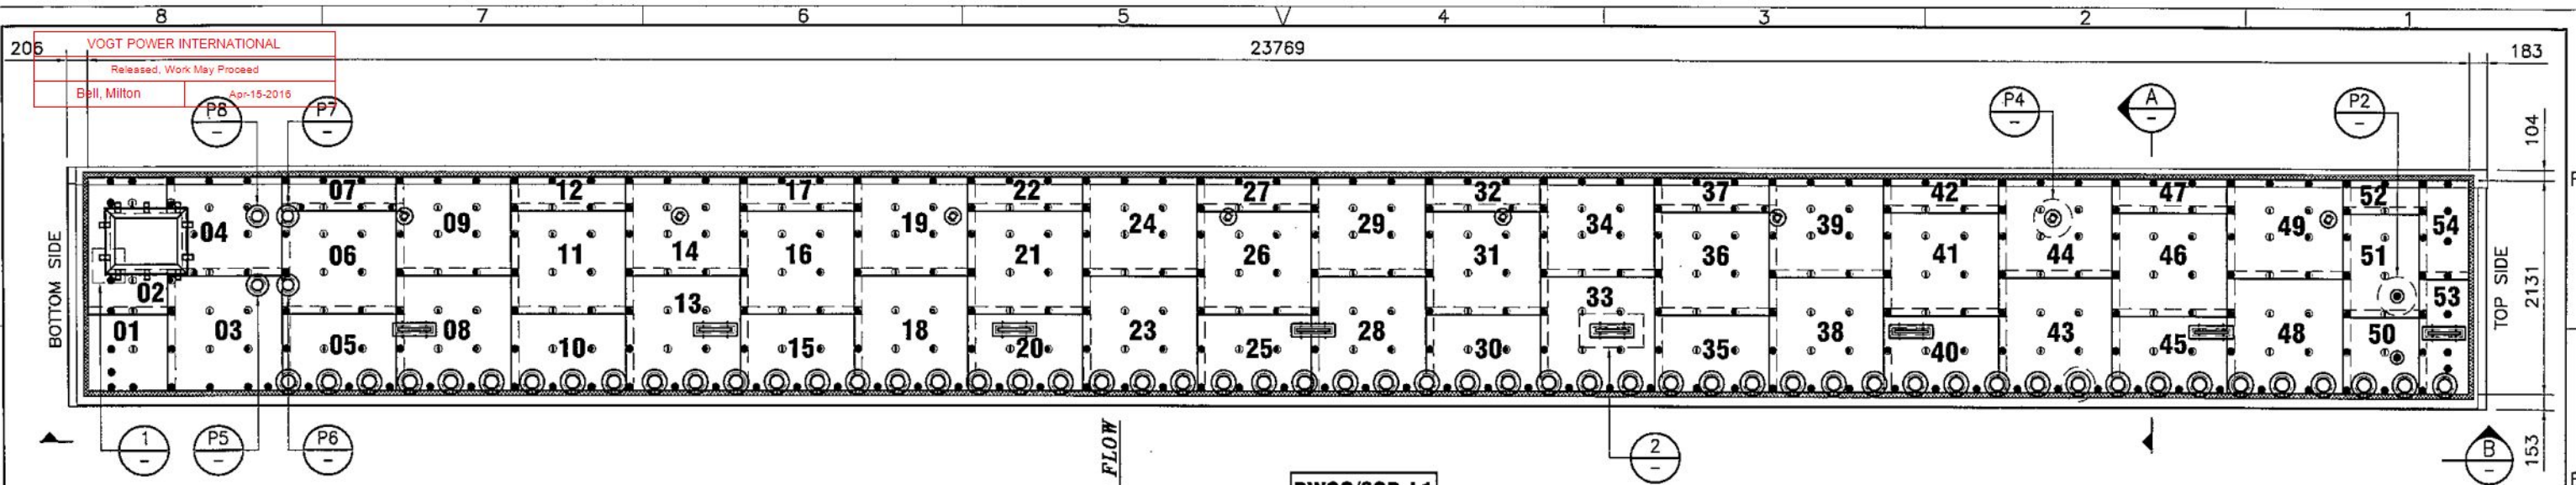 8 7 6 5 4 3 2 1
206 23769 183
VOGT POWER INTERNATIONAL
Released, Work May Proceed
Bell, Milton Apr-15-2016
P8 P7 P4 A P2
- - - - -
104
07 12 17 22 27 32 37 42 47 52
04 09 14 19 24 29 34 39 44 49 54
06 11 16 21 26 31 36 41 46 51
02 13 33 53
01 03 05 08 10 15 18 20 23 25 28 30 35 38 40 43 45 48 50
BOTTOM SIDE
TOP SIDE
2131
1 P5 P6 2 B
- - - - -
FLOW
153